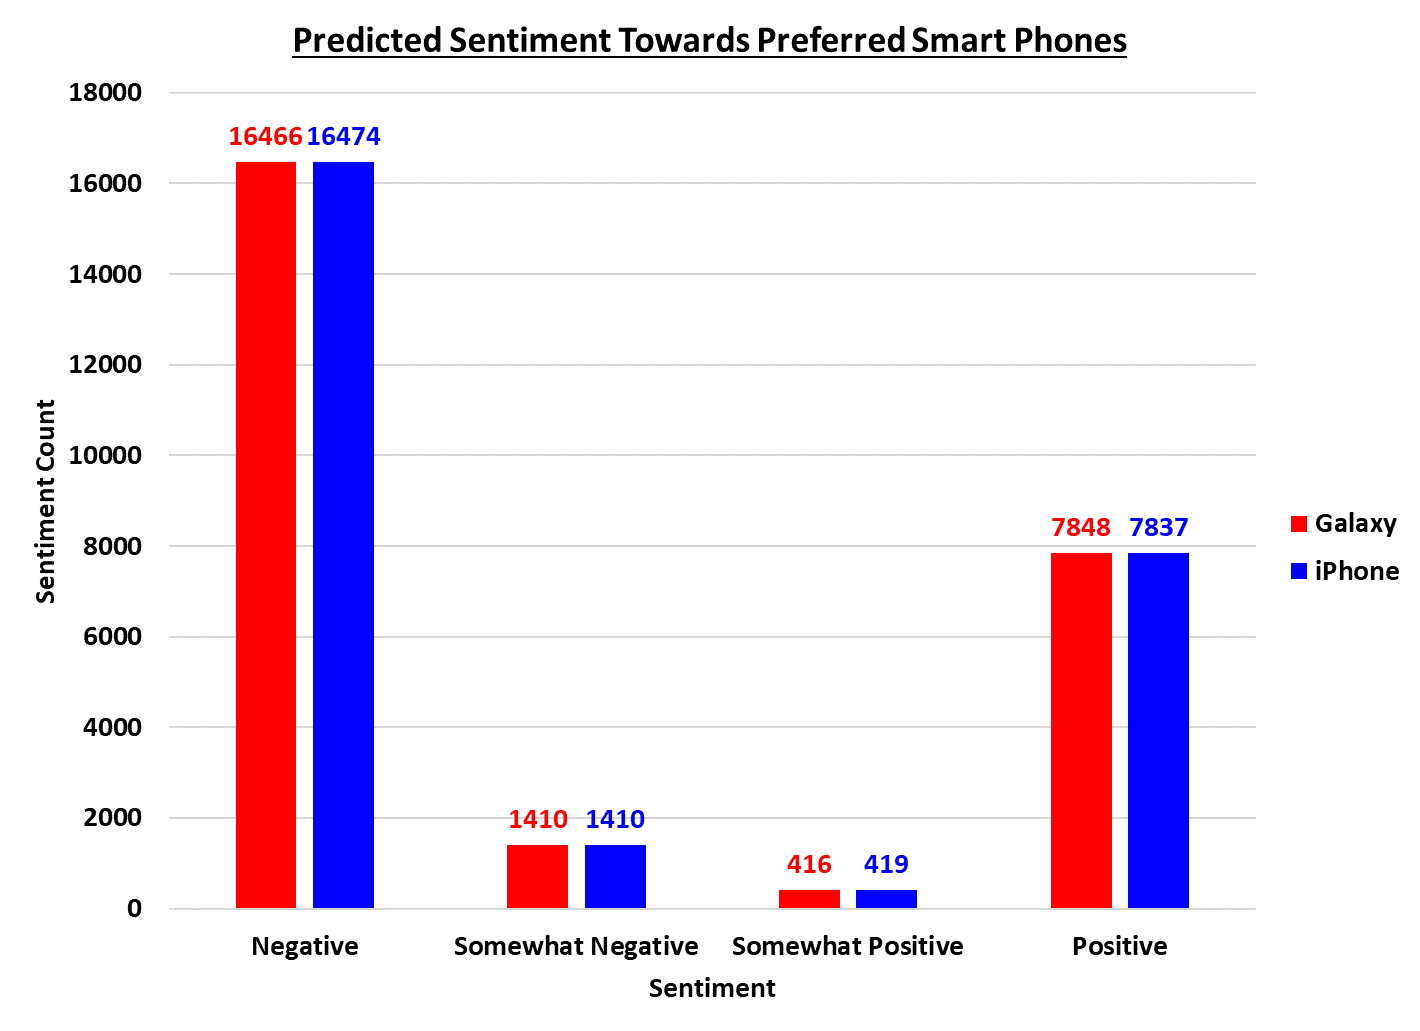 Predicted Sentiment Towards Preferred Smart Phones
18000
16000
14000
12000
10000
8000
6000
4000
2000
0
Sentiment Count
16466 16474
1410 1410
416 419
7848 7837
Negative Somewhat Negative Somewhat Positive Positive
Sentiment
Galaxy
iPhone